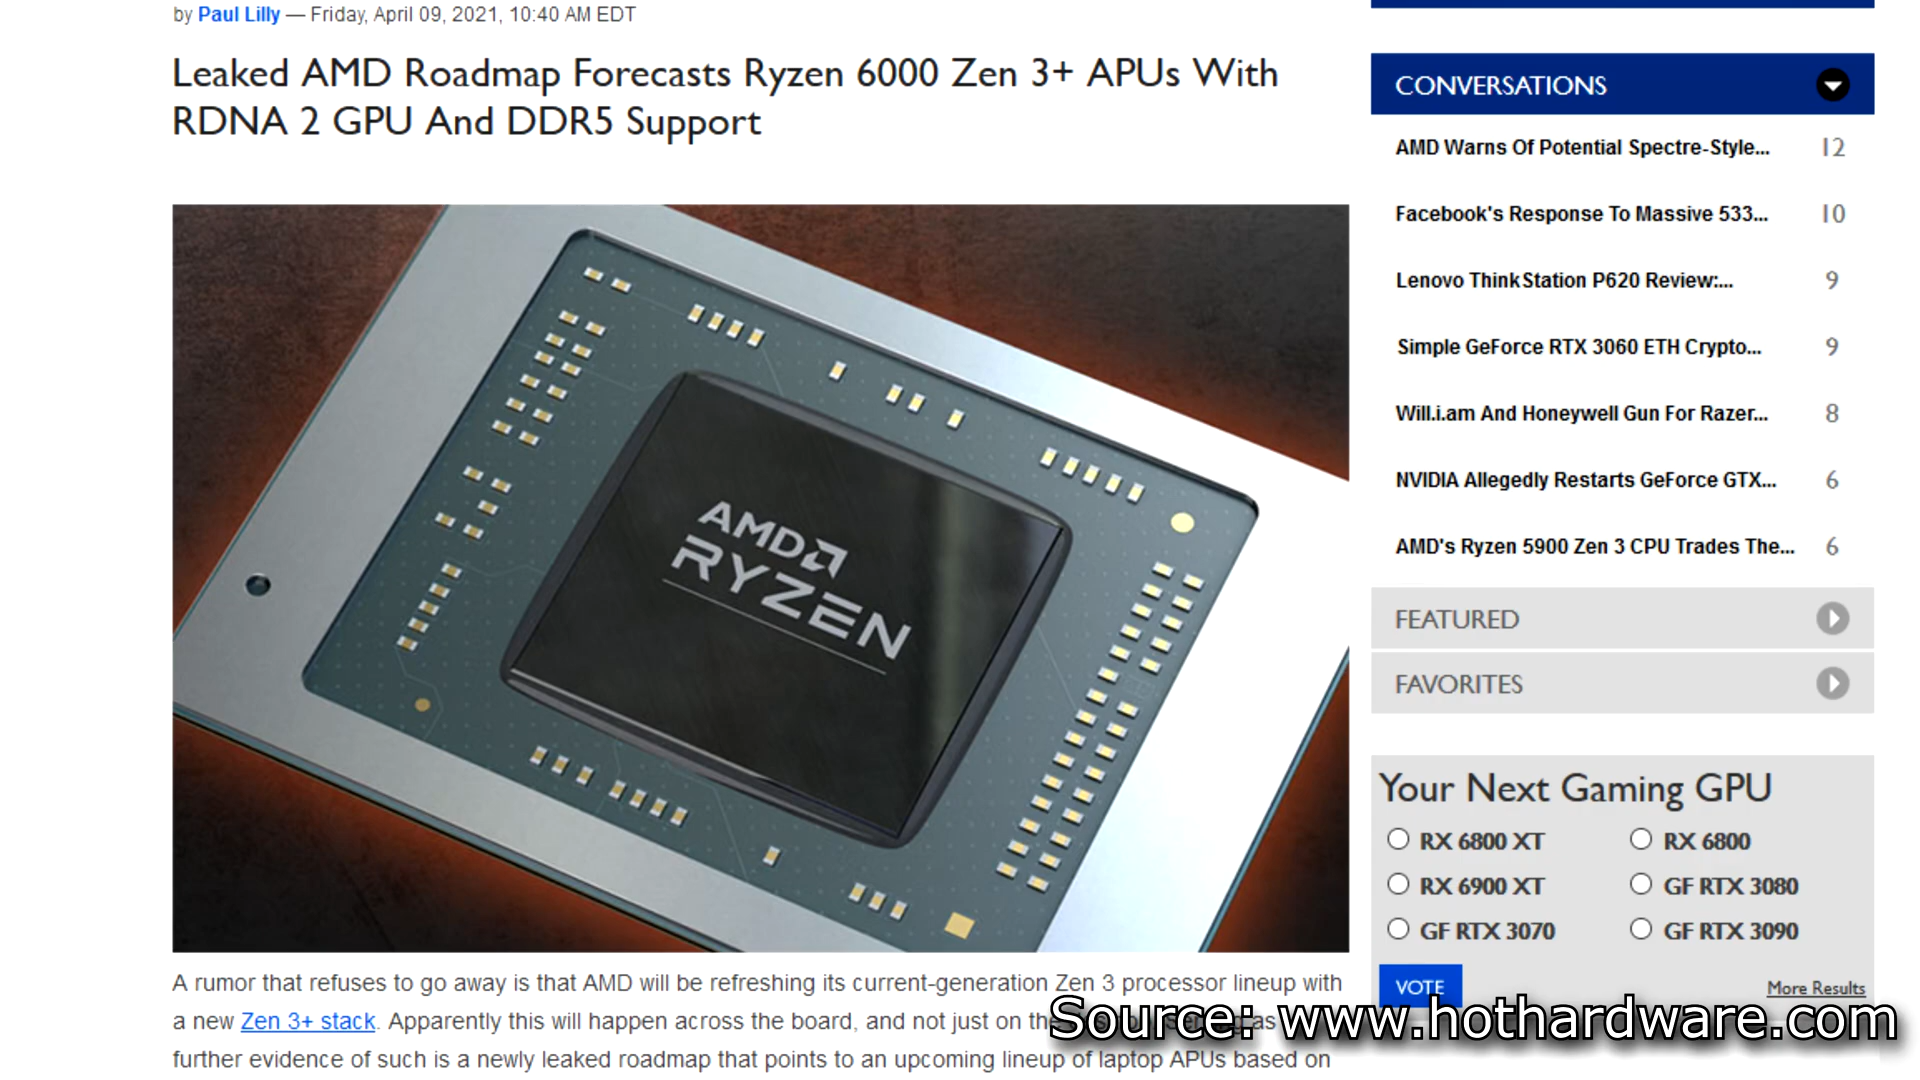 by Paul Lilly — Friday, April 09, 2021, 10:40 AM EDT
Leaked AMD Roadmap Forecasts Ryzen 6000 Zen 3+ APUs With
RDNA 2 GPU And DDR5 Support
AMD
RYZEN
A rumor that refuses to go away is that AMD will be refreshing its current-generation Zen 3 processor lineup with
a new Zen 3+ stack. Apparently this will happen across the board, and not just on the
further evidence of such is a newly leaked roadmap that points to an upcoming lineup of laptop APUs based on
CONVERSATIONS
AMD Warns Of Potential Spectre-Style... 12
Facebook's Response To Massive 533... 10
Lenovo ThinkStation P620 Review:... 9
Simple GeForce RTX 3060 ETH Crypto... 9
Will.i.am And Honeywell Gun For Razer... 8
NVIDIA Allegedly Restarts GeForce GTX... 6
AMD's Ryzen 5900 Zen 3 CPU Trades The... 6
FEATURED
FAVORITES
Your Next Gaming GPU
RX 6800 XT RX 6800
RX 6900 XT GF RTX 3080
GF RTX 3070 GF RTX 3090
VOTE More Results
Source: www.hothardware.com